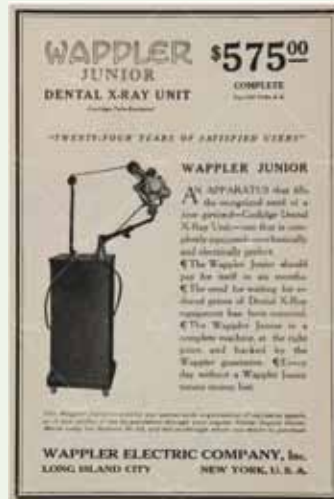 WAPPLER
JUNIOR
DENTAL X-RAY UNIT
$575.00
COMPLETE
"TWENTY-FOUR YEARS OF SATISFIED USERS"
WAPPLER JUNIOR
AN APPARATUS that fills
the recognized need of a
Coolidge Dental
X-Ray Unit—one that is com-
pletely equipped—mechanically
and electrically perfect.
¶The Wappler Junior should
pay for itself in six months.
¶The need for waiting for re-
duced prices of Dental X-Ray
equipment has been removed.
¶The Wappler Junior is a
complete machine, at the right
price, and backed by the
Wappler guarantee. ¶Every
day without a Wappler Junior
means money lost.
WAPPLER ELECTRIC COMPANY, Inc.
LONG ISLAND CITY NEW YORK, U.S.A.